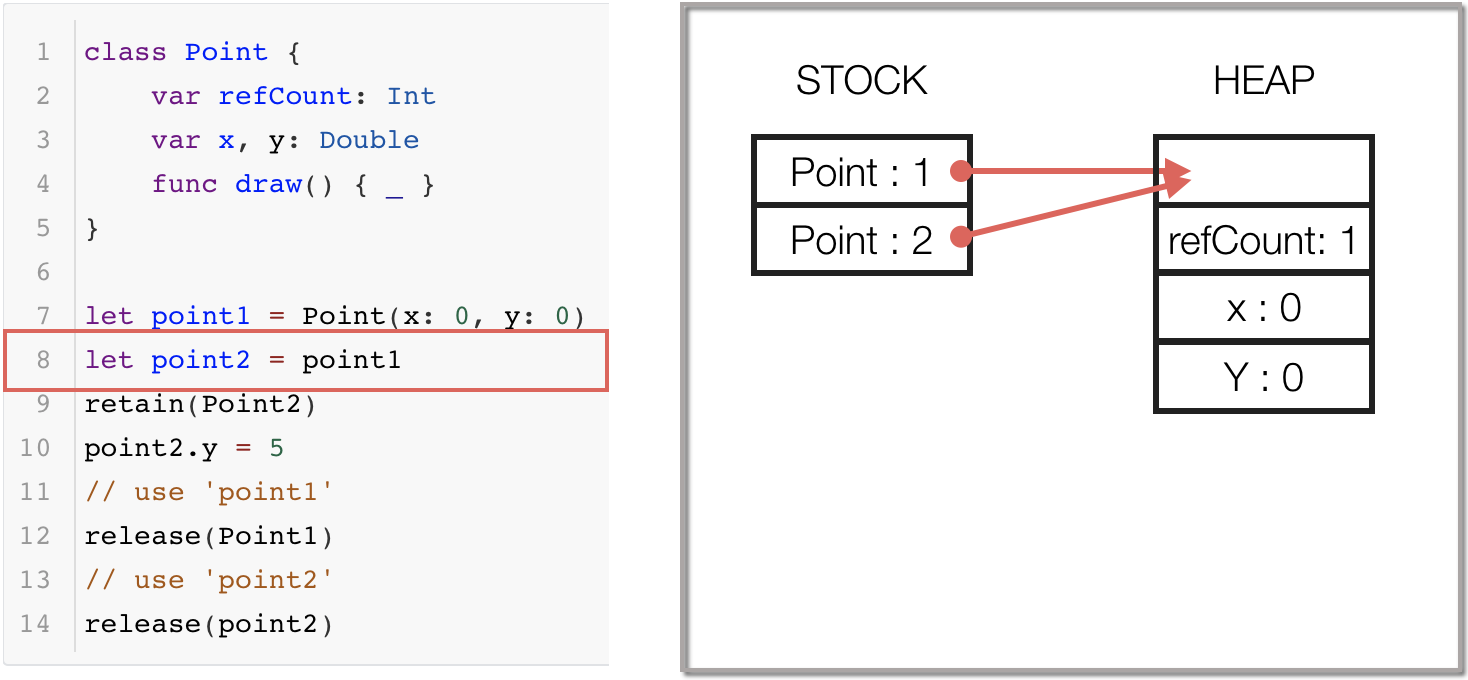 1 class Point {
2 var refCount: Int
3 var x, y: Double
4 func draw() { _ }
5 }
6
7 let point1 = Point(x: 0, y: 0)
8 let point2 = point1
9 retain(Point2)
10 point2.y = 5
11 // use 'point1'
12 release(Point1)
13 // use 'point2'
14 release(point2)
STOCK
Point : 1
Point : 2
HEAP
refCount: 1
x : 0
Y : 0